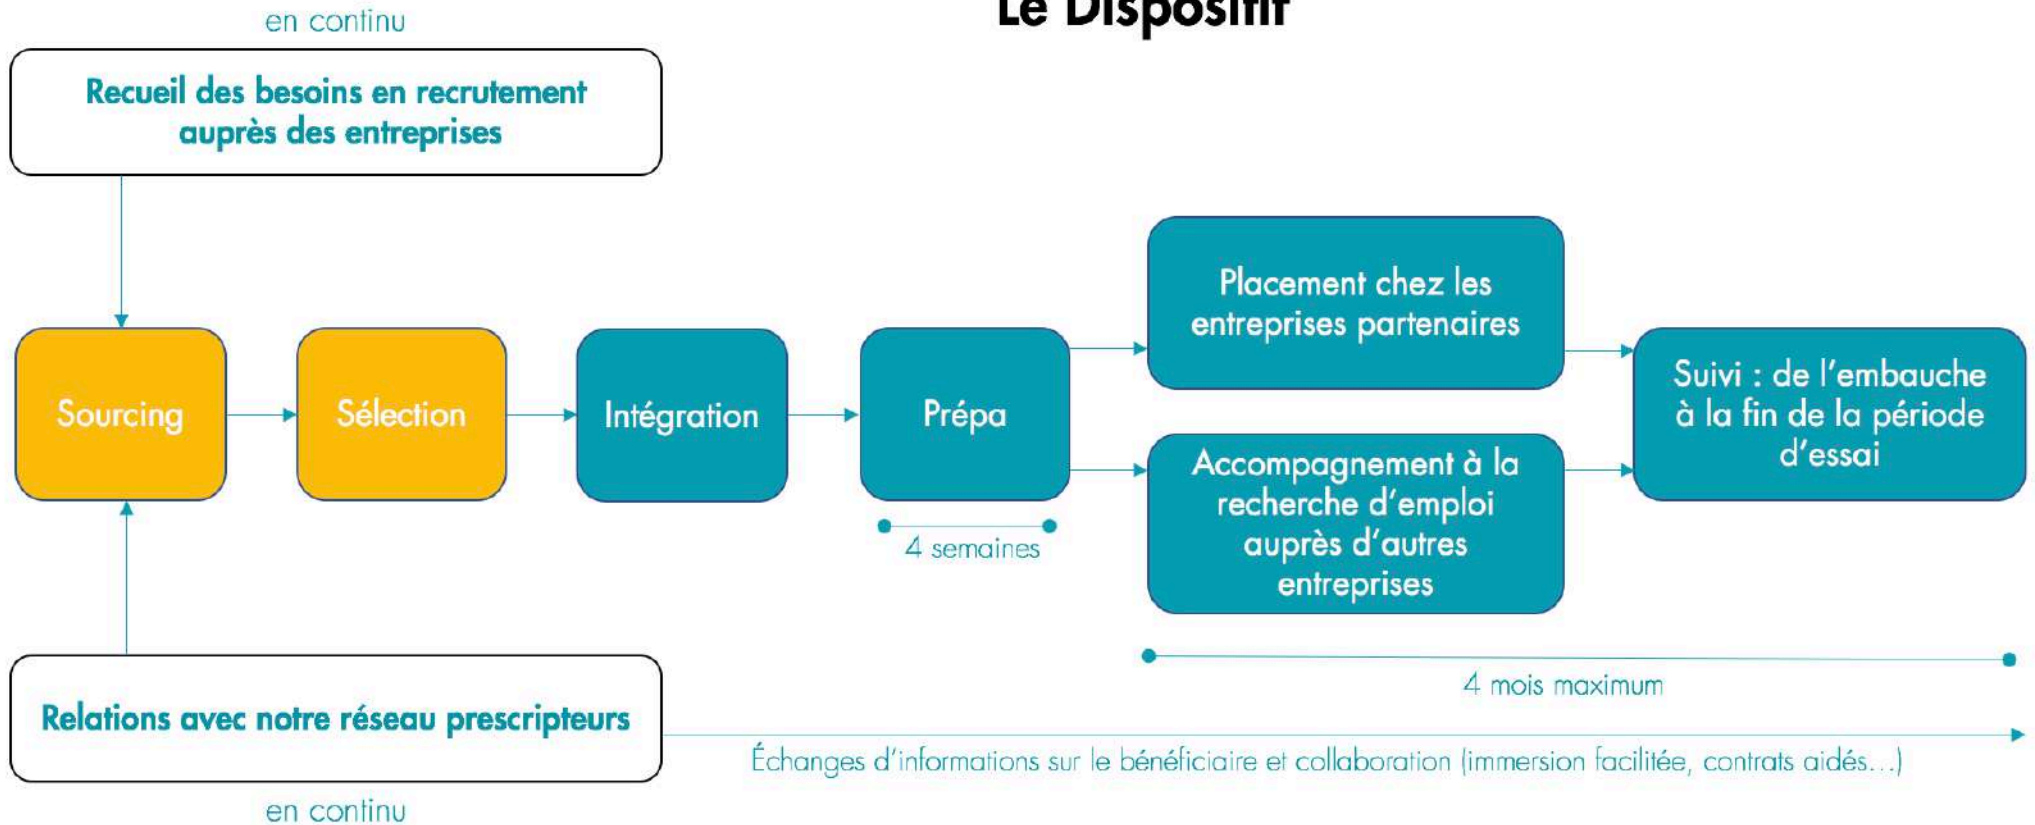 Le Dispositif
en continu
Recueil des besoins en recrutement
auprès des entreprises
Sourcing
Sélection
Intégration
Prépa
4 semaines
Placement chez les
entreprises partenaires
Accompagnement à la
recherche d'emploi
auprès d'autres
entreprises
Suivi : de l'embauche
à la fin de la période
d'essai
4 mois maximum
Relations avec notre réseau prescripteurs
Échanges d'informations sur le bénéficiaire et collaboration (immersion facilitée, contrats aidés...)
en continu